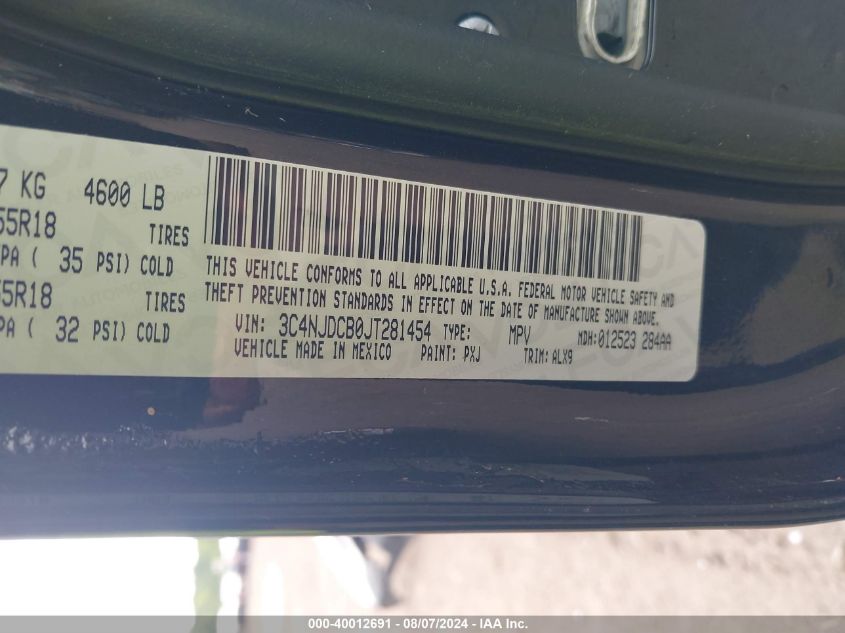 7 KG 4600 LB
55R18 TIRES
PA ( 35 PSI) COLD
55R18 TIRES
PA ( 32 PSI) COLD
THIS VEHICLE CONFORMS TO ALL APPLICABLE U.S.A. FEDERAL MOTOR VEHICLE SAFETY AND
THEFT PREVENTION STANDARDS IN EFFECT ON THE DATE OF MANUFACTURE SHOWN ABOVE.
VIN: 3C4NJDCB0JT281454 TYPE: MPV MDH:012523 284AA
VEHICLE MADE IN MEXICO PAINT: PXJ TRIM: ALX9
000-40012691 - 08/07/2024 - IAA Inc.